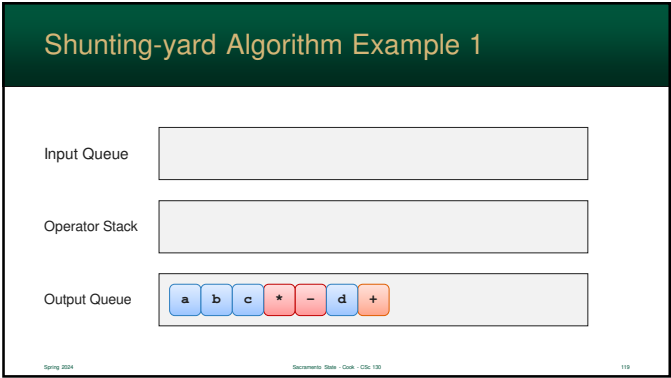 Shunting-yard Algorithm Example 1
Input Queue
Operator Stack
Output Queue a b c * – d +
Spring 2024 Sacramento State - Cook - CSc 130 119